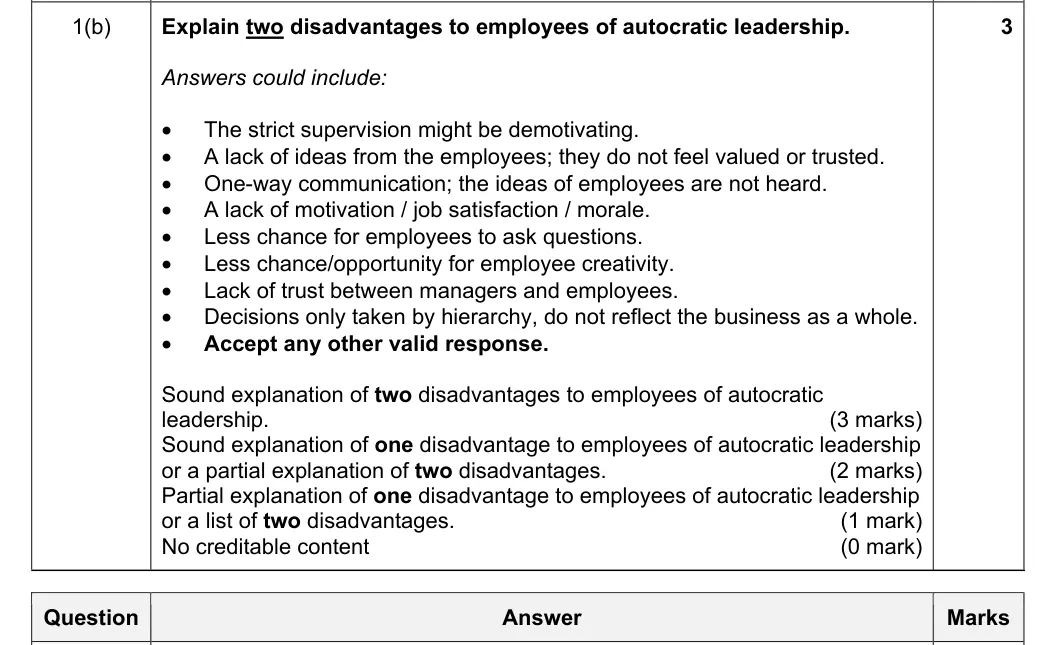 1(b) Explain two disadvantages to employees of autocratic leadership. 3
Answers could include:
• The strict supervision might be demotivating.
• A lack of ideas from the employees; they do not feel valued or trusted.
• One-way communication; the ideas of employees are not heard.
• A lack of motivation / job satisfaction / morale.
• Less chance for employees to ask questions.
• Less chance/opportunity for employee creativity.
• Lack of trust between managers and employees.
• Decisions only taken by hierarchy, do not reflect the business as a whole.
• Accept any other valid response.
Sound explanation of two disadvantages to employees of autocratic
leadership. (3 marks)
Sound explanation of one disadvantage to employees of autocratic leadership
or a partial explanation of two disadvantages. (2 marks)
Partial explanation of one disadvantage to employees of autocratic leadership
or a list of two disadvantages. (1 mark)
No creditable content (0 mark)
Question Answer Marks